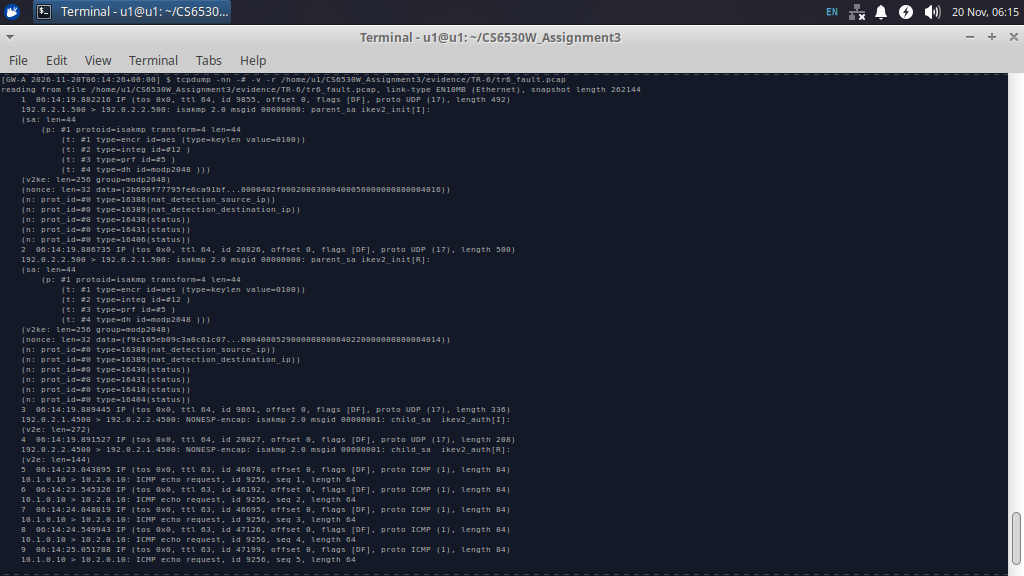 Terminal - u1@u1: ~/CS6530...
EN
20 Nov, 06:15
Terminal - u1@u1: ~/CS6530W_Assignment3
File Edit View Terminal Tabs Help
[GW-A 2026-11-20T06:14:26+00:00] $ tcpdump -nn -# -v -r /home/u1/CS6530W_Assignment3/evidence/TR-6/tr6_fault.pcap
reading from file /home/u1/CS6530W_Assignment3/evidence/TR-6/tr6_fault.pcap, link-type EN10MB (Ethernet), snapshot length 262144
1 06:14:19.882216 IP (tos 0x0, ttl 64, id 9855, offset 0, flags [DF], proto UDP (17), length 492)
192.0.2.1.500 > 192.0.2.2.500: isakmp 2.0 msgid 00000000: parent_sa ikev2_init[I]:
(sa: len=44
(p: #1 protoid=isakmp transform=4 len=44
(t: #1 type=encr id=aes (type=keylen value=0100))
(t: #2 type=integ id=#12 )
(t: #3 type=prf id=#5 )
(t: #4 type=dh id=modp2048 )))
(v2ke: len=256 group=modp2048)
(nonce: len=32 data=(2b690f77795fe6ca91bf...0000402f00020003000400050000000800004016))
(n: prot_id=#0 type=16388(nat_detection_source_ip))
(n: prot_id=#0 type=16389(nat_detection_destination_ip))
(n: prot_id=#0 type=16430(status))
(n: prot_id=#0 type=16431(status))
(n: prot_id=#0 type=16406(status))
2 06:14:19.886735 IP (tos 0x0, ttl 64, id 20826, offset 0, flags [DF], proto UDP (17), length 500)
192.0.2.2.500 > 192.0.2.1.500: isakmp 2.0 msgid 00000000: parent_sa ikev2_init[R]:
(sa: len=44
(p: #1 protoid=isakmp transform=4 len=44
(t: #1 type=encr id=aes (type=keylen value=0100))
(t: #2 type=integ id=#12 )
(t: #3 type=prf id=#5 )
(t: #4 type=dh id=modp2048 )))
(v2ke: len=256 group=modp2048)
(nonce: len=32 data=(f9c105eb09c3a0c61c07...00040005290000080000402200000008​00004014))
(n: prot_id=#0 type=16388(nat_detection_source_ip))
(n: prot_id=#0 type=16389(nat_detection_destination_ip))
(n: prot_id=#0 type=16430(status))
(n: prot_id=#0 type=16431(status))
(n: prot_id=#0 type=16418(status))
(n: prot_id=#0 type=16404(status))
3 06:14:19.889445 IP (tos 0x0, ttl 64, id 9861, offset 0, flags [DF], proto UDP (17), length 336)
192.0.2.1.4500 > 192.0.2.2.4500: NONESP-encap: isakmp 2.0 msgid 00000001: child_sa ikev2_auth[I]:
(v2e: len=272)
4 06:14:19.891527 IP (tos 0x0, ttl 64, id 20827, offset 0, flags [DF], proto UDP (17), length 208)
192.0.2.2.4500 > 192.0.2.1.4500: NONESP-encap: isakmp 2.0 msgid 00000001: child_sa ikev2_auth[R]:
(v2e: len=144)
5 06:14:23.043895 IP (tos 0x0, ttl 63, id 46078, offset 0, flags [DF], proto ICMP (1), length 84)
10.1.0.10 > 10.2.0.10: ICMP echo request, id 9256, seq 1, length 64
6 06:14:23.545326 IP (tos 0x0, ttl 63, id 46192, offset 0, flags [DF], proto ICMP (1), length 84)
10.1.0.10 > 10.2.0.10: ICMP echo request, id 9256, seq 2, length 64
7 06:14:24.048019 IP (tos 0x0, ttl 63, id 46695, offset 0, flags [DF], proto ICMP (1), length 84)
10.1.0.10 > 10.2.0.10: ICMP echo request, id 9256, seq 3, length 64
8 06:14:24.549943 IP (tos 0x0, ttl 63, id 47126, offset 0, flags [DF], proto ICMP (1), length 84)
10.1.0.10 > 10.2.0.10: ICMP echo request, id 9256, seq 4, length 64
9 06:14:25.051788 IP (tos 0x0, ttl 63, id 47199, offset 0, flags [DF], proto ICMP (1), length 84)
10.1.0.10 > 10.2.0.10: ICMP echo request, id 9256, seq 5, length 64